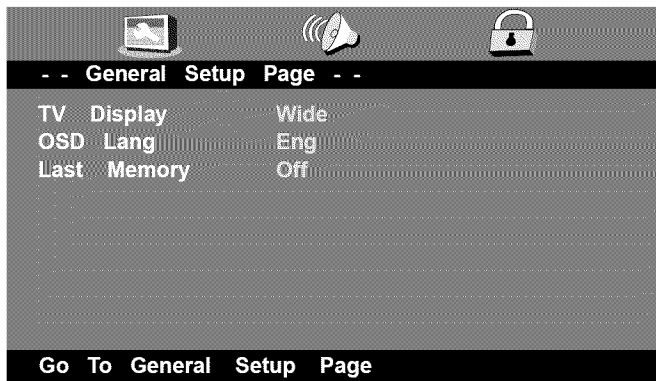 - - General Setup Page - -
TV Display Wide
OSD Lang Eng
Last Memory Off
Go To General Setup Page